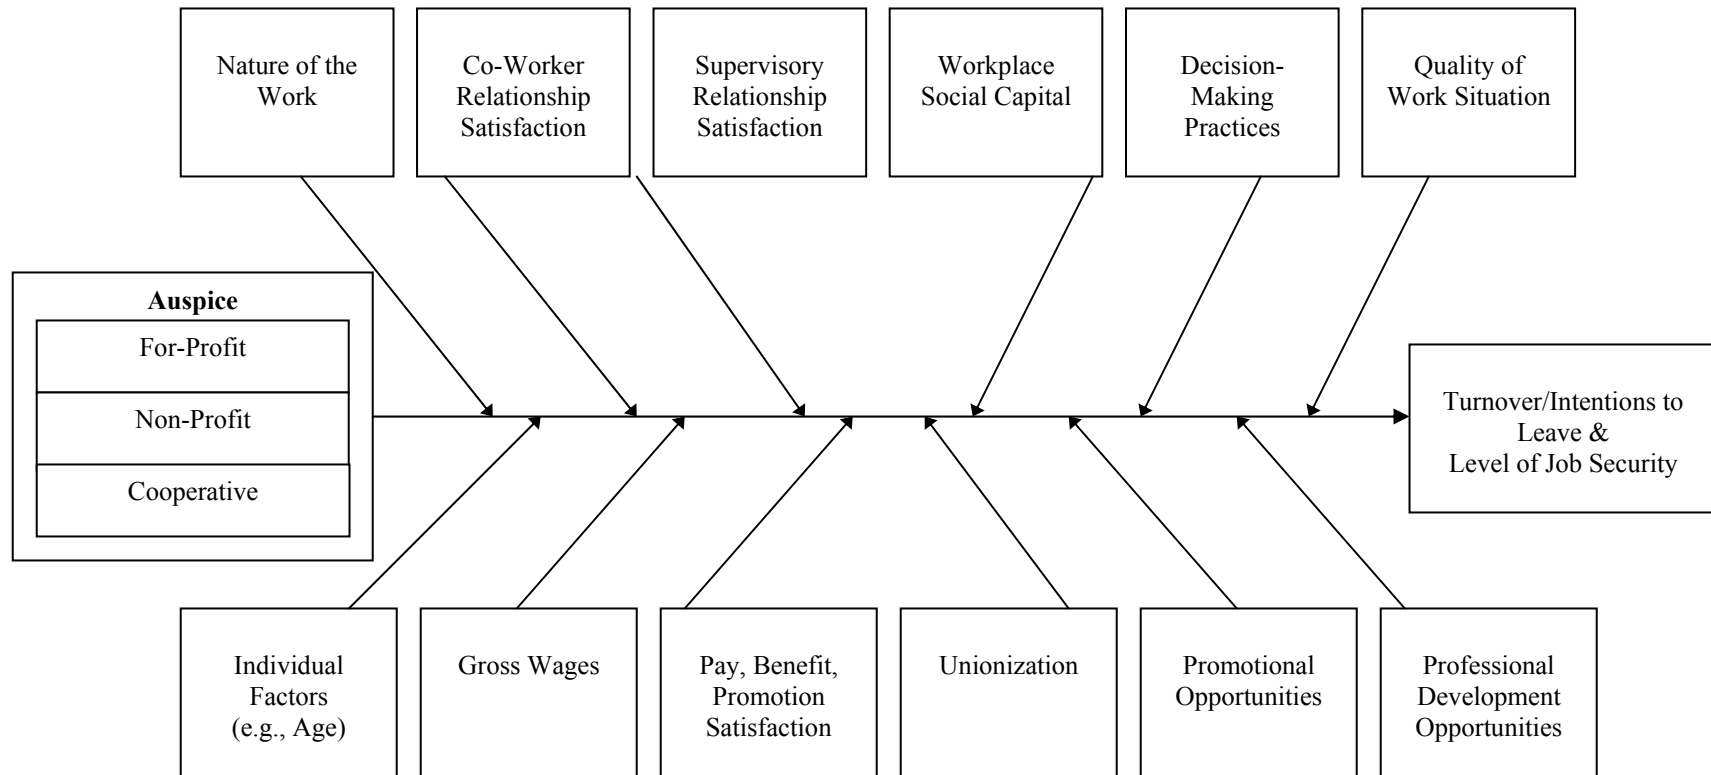 Nature of the
Work
Co-Worker
Relationship
Satisfaction
Supervisory
Relationship
Satisfaction
Workplace
Social Capital
Decision-
Making
Practices
Quality of
Work Situation
Auspice
For-Profit
Non-Profit
Cooperative
Turnover/Intentions to
Leave &
Level of Job Security
Individual
Factors
(e.g., Age)
Gross Wages
Pay, Benefit,
Promotion
Satisfaction
Unionization
Promotional
Opportunities
Professional
Development
Opportunities